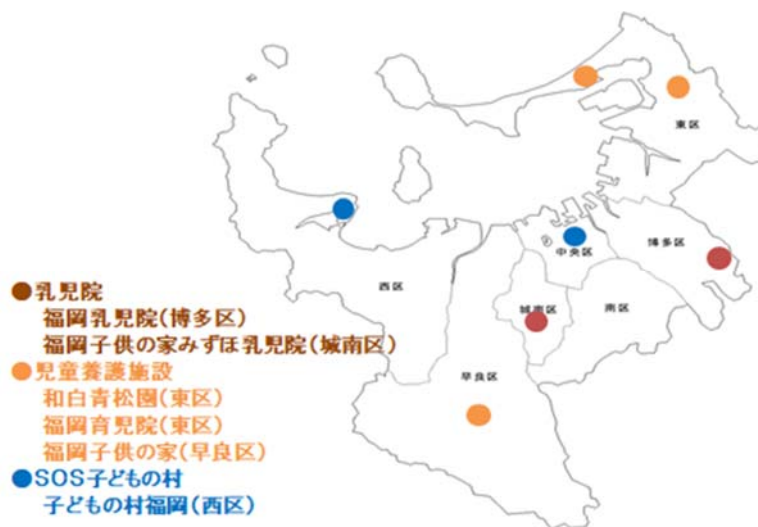 東区
博多区
中央区
西区
城南区
南区
早良区
●乳児院
福岡乳児院(博多区)
福岡子供の家みずほ乳児院(城南区)
●児童養護施設
和白青松園(東区)
福岡育児院(東区)
福岡子供の家(早良区)
●SOS子どもの村
子どもの村福岡(西区)